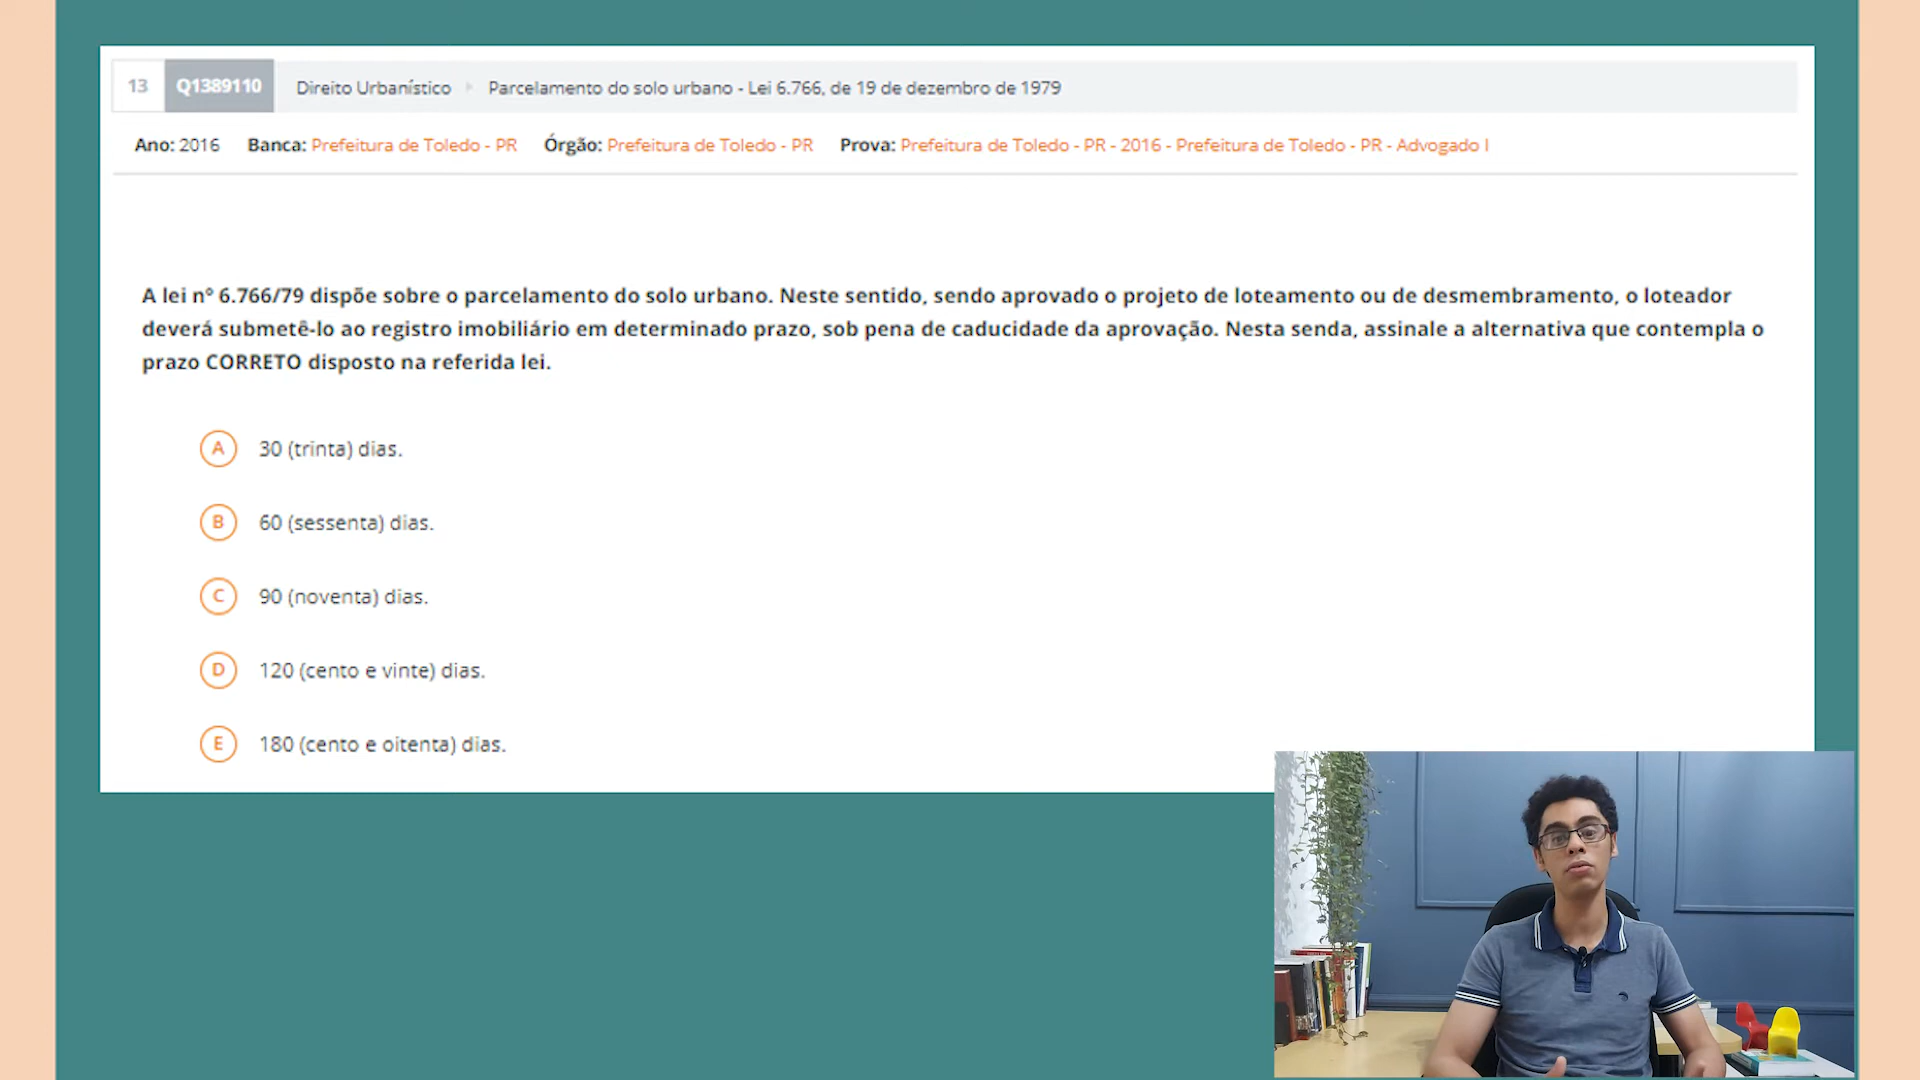 13 Q1389110 Direito Urbanístico Parcelamento do solo urbano - Lei 6.766, de 19 de dezembro de 1979
Ano: 2016 Banca: Prefeitura de Toledo - PR Órgão: Prefeitura de Toledo - PR Prova: Prefeitura de Toledo - PR - 2016 - Prefeitura de Toledo - PR - Advogado I
A lei nº 6.766/79 dispõe sobre o parcelamento do solo urbano. Neste sentido, sendo aprovado o projeto de loteamento ou de desmembramento, o loteador
deverá submetê-lo ao registro imobiliário em determinado prazo, sob pena de caducidade da aprovação. Nesta senda, assinale a alternativa que contempla o
prazo CORRETO disposto na referida lei.
A 30 (trinta) dias.
B 60 (sessenta) dias.
C 90 (noventa) dias.
D 120 (cento e vinte) dias.
E 180 (cento e oitenta) dias.